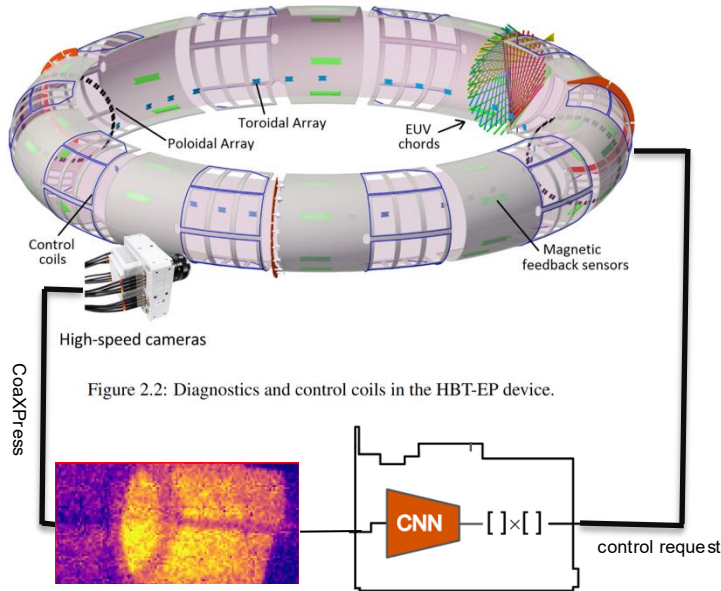 Toroidal Array
Poloidal Array
EUV
chords
Control
coils
Magnetic
feedback sensors
High-speed cameras
CoaXPress
Figure 2.2: Diagnostics and control coils in the HBT-EP device.
CNN
[ ]×[ ]
control request